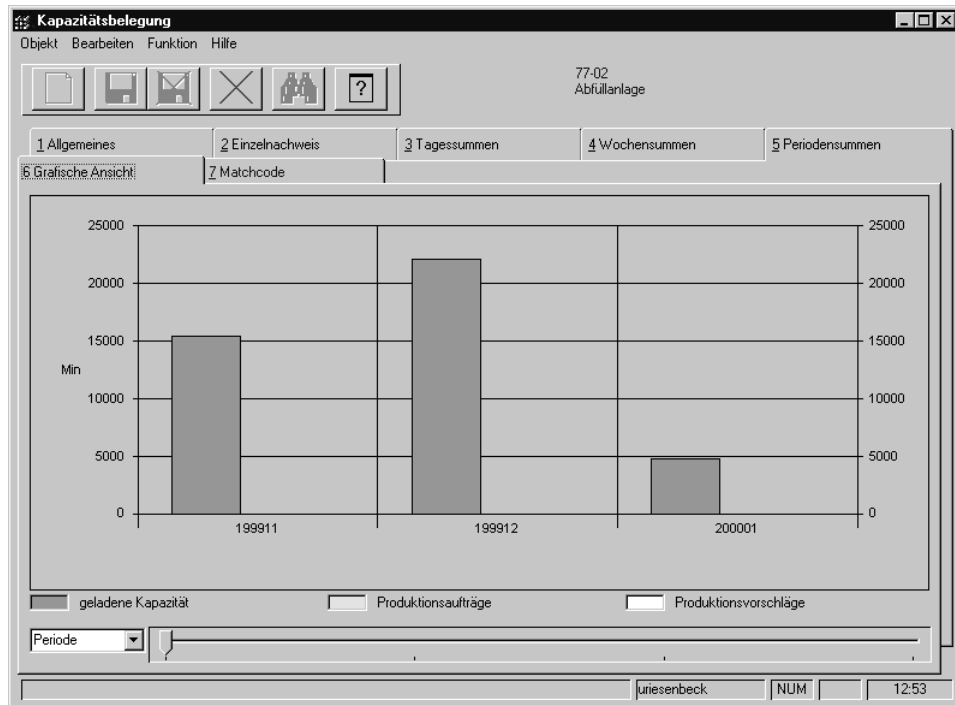 Kapazitätsbelegung
Objekt Bearbeiten Funktion Hilfe
77-02
Abfüllanlage
1 Allgemeines 2 Einzelnachweis 3 Tagessummen 4 Wochensummen 5 Periodensummen
6 Grafische Ansicht 7 Matchcode
25000 25000
20000 20000
15000 15000
Min
10000 10000
5000 5000
0 0
199911 199912 200001
geladene Kapazität Produktionsaufträge Produktionsvorschläge
Periode
uriesenbeck NUM 12:53